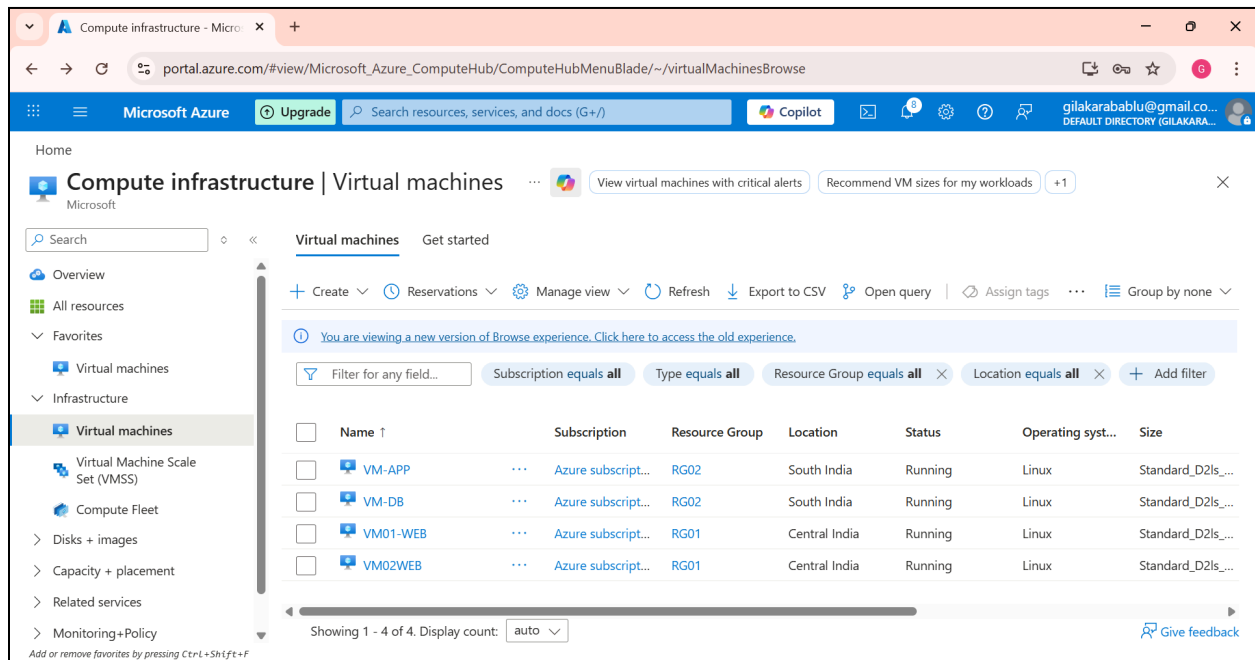 Compute infrastructure - Micro
portal.azure.com/#view/Microsoft_Azure_ComputeHub/ComputeHubMenuBlade/~/virtualMachinesBrowse
G
Microsoft Azure
Upgrade
Search resources, services, and docs (G+/)
Copilot
8
gilakarabablu@gmail.co...
DEFAULT DIRECTORY (GILAKARA...
Home
Compute infrastructure | Virtual machines
...
View virtual machines with critical alerts
Recommend VM sizes for my workloads
+1
Microsoft
Search
Overview
All resources
Favorites
Virtual machines
Infrastructure
Virtual machines
Virtual Machine Scale
Set (VMSS)
Compute Fleet
Disks + images
Capacity + placement
Related services
Monitoring+Policy
Add or remove favorites by pressing Ctrl+Shift+F
Virtual machines Get started
Create Reservations Manage view Refresh Export to CSV Open query | Assign tags ... Group by none
You are viewing a new version of Browse experience. Click here to access the old experience.
Filter for any field... Subscription equals all Type equals all Resource Group equals all Location equals all + Add filter
Name ↑ Subscription Resource Group Location Status Operating syst... Size
VM-APP ... Azure subscript... RG02 South India Running Linux Standard_D2ls_...
VM-DB ... Azure subscript... RG02 South India Running Linux Standard_D2ls_...
VM01-WEB ... Azure subscript... RG01 Central India Running Linux Standard_D2ls_...
VM02WEB ... Azure subscript... RG01 Central India Running Linux Standard_D2ls_...
Showing 1 - 4 of 4. Display count: auto
Give feedback